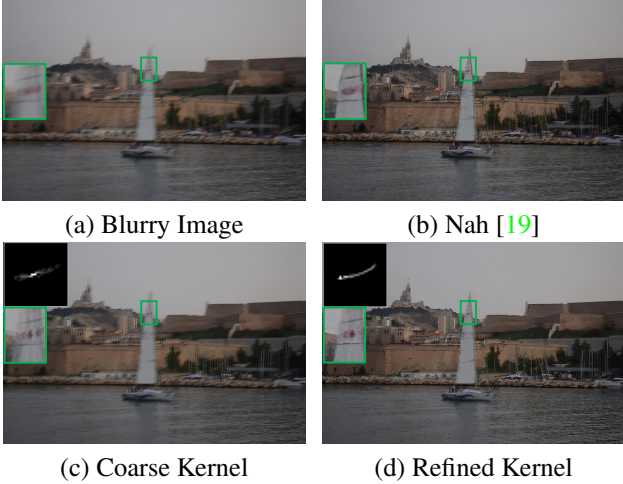 (a) Blurry Image
(b) Nah [19]
(c) Coarse Kernel
(d) Refined Kernel